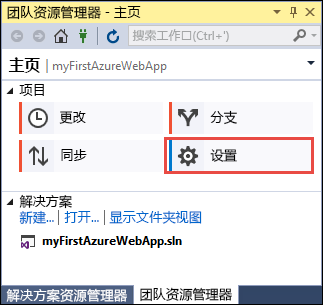 团队资源管理器 - 主页
搜索工作口(Ctrl+')
主页 | myFirstAzureWebApp
项目
更改 分支
同步 设置
解决方案
新建... | 打开... | 显示文件夹视图
myFirstAzureWebApp.sln
解决方案资源管理器 团队资源管理器